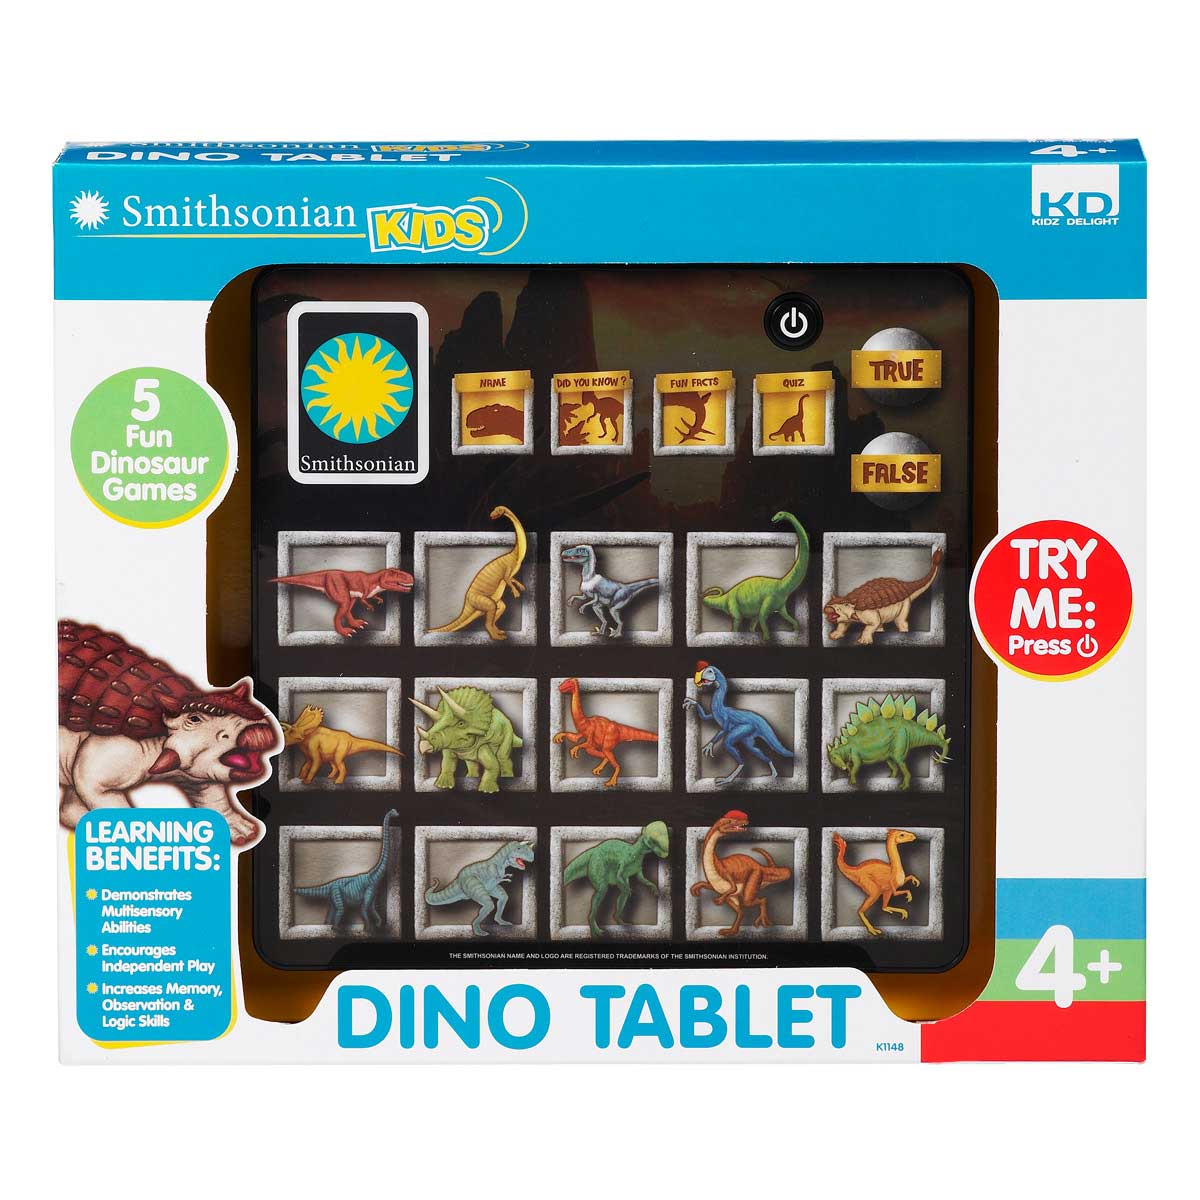 Smithsonian KIDS
DINO TABLET
4+
Smithsonian KIDS
KD
KIDZ DELIGHT
Smithsonian
NAME
DID YOU KNOW?
FUN FACTS
QUIZ
TRUE
FALSE
5
Fun
Dinosaur
Games
TRY
ME:
Press
LEARNING
BENEFITS:
Demonstrates
Multisensory
Abilities
Encourages
Independent Play
Increases Memory,
Observation &
Logic Skills
THE SMITHSONIAN NAME AND LOGO ARE REGISTERED TRADEMARKS OF THE SMITHSONIAN INSTITUTION.
4+
DINO TABLET
K1148